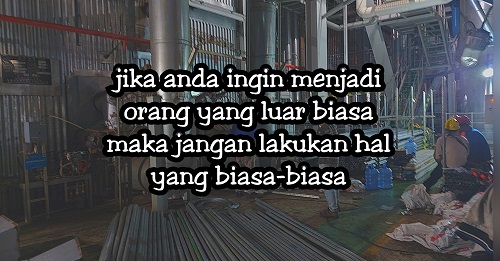 jika anda ingin menjadi
orang yang luar biasa
maka jangan lakukan hal
yang biasa-biasa